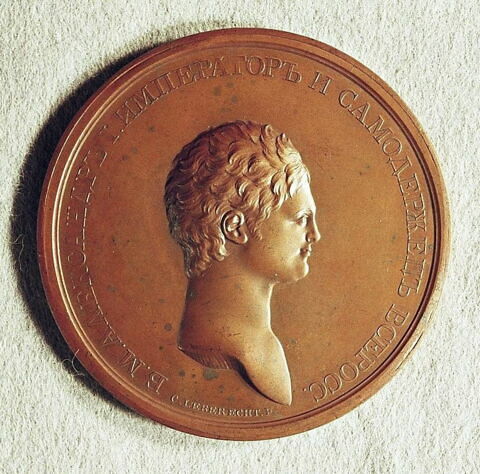 Б. М. АЛЕКСАНДРЪ I. ИМПЕРАТОРЪ И САМОДЕРЖЕЦЪ ВСЕРОСС.
C. LEBERECHT. F.